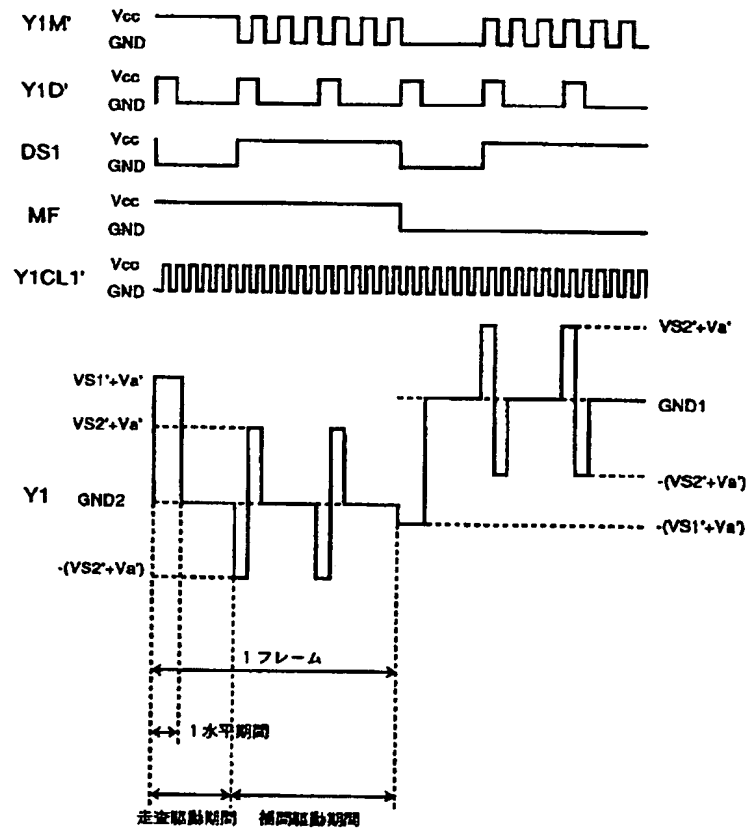 Y1M' Vcc
GND
Y1D' Vcc
GND
DS1 Vcc
GND
MF Vcc
GND
Y1CL1' Vcc
GND
VS2'+Va'
VS1'+Va'
GND1
VS2'+Va'
-(VS2'+Va')
Y1 GND2
-(VS1'+Va')
-(VS2'+Va')
1フレーム
1水平期間
走査駆動期間 補間駆動期間